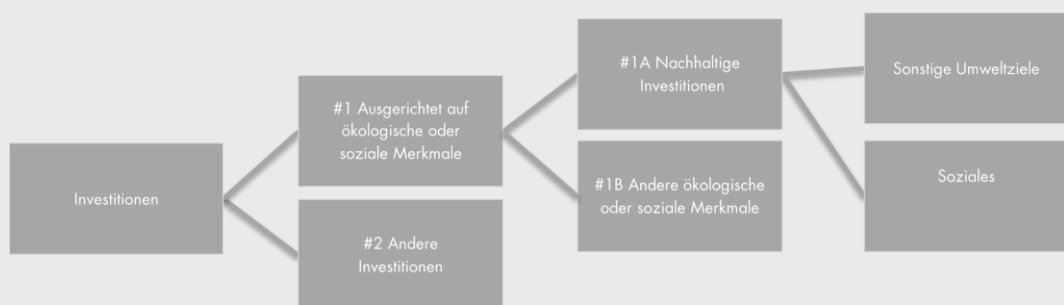 Investitionen
#1 Ausgerichtet auf
ökologische oder
soziale Merkmale
#2 Andere
Investitionen
#1A Nachhaltige
Investitionen
#1B Andere ökologische
oder soziale Merkmale
Sonstige Umweltziele
Soziales